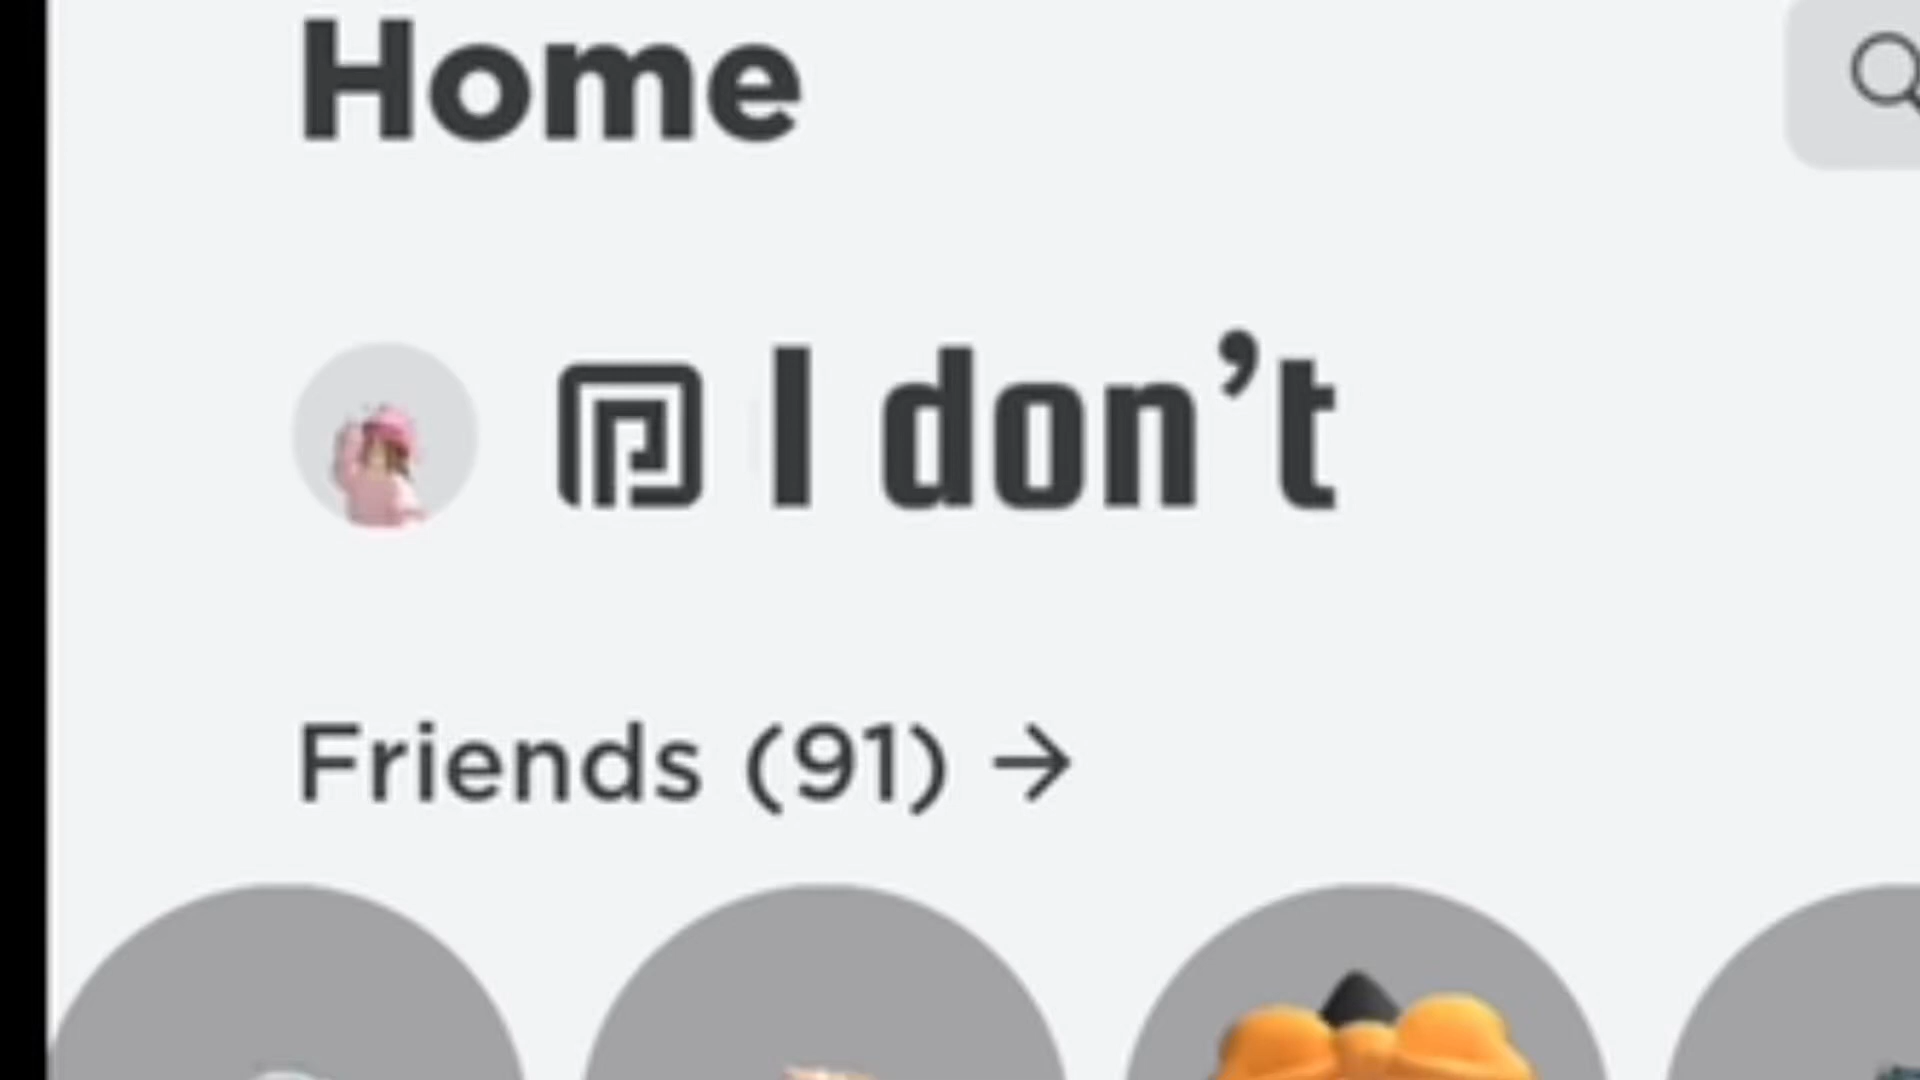 Home
I don’t
Friends (91) →